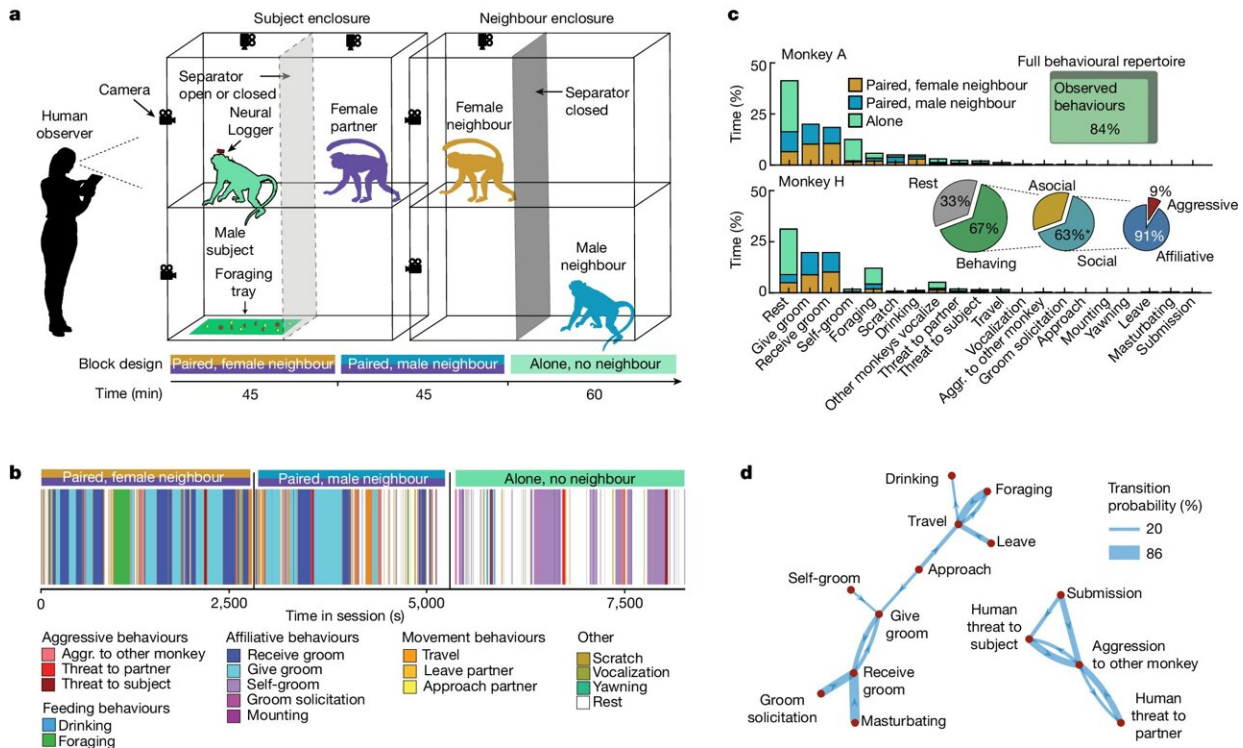 a
Subject enclosure
Neighbour enclosure
Camera
Separator
open or closed
Neural
Logger
Female
partner
Female
neighbour
Separator
closed
Human
observer
Male
subject
Foraging
tray
Male
neighbour
Block design
Paired, female neighbour
Paired, male neighbour
Alone, no neighbour
Time (min)
45
45
60
b
Paired, female neighbour
Paired, male neighbour
Alone, no neighbour
0
2,500
5,000
7,500
Time in session (s)
Aggressive behaviours
Aggr. to other monkey
Threat to partner
Threat to subject
Feeding behaviours
Drinking
Foraging
Affiliative behaviours
Receive groom
Give groom
Self-groom
Groom solicitation
Mounting
Movement behaviours
Travel
Leave partner
Approach partner
Other
Scratch
Vocalization
Yawning
Rest
c
Monkey A
50
25
0
Time (%)
Paired, female neighbour
Paired, male neighbour
Alone
Full behavioural repertoire
Observed
behaviours
84%
Monkey H
50
25
0
Time (%)
Rest
33%
67%
Behaving
Asocial
63%*
Social
9%
Aggressive
91%
Affiliative
Rest
Give groom
Receive groom
Self-groom
Foraging
Scratch
Drinking
Other monkeys vocalize
Threat to partner
Threat to subject
Travel
Vocalization
Aggr. to other monkey
Groom solicitation
Approach
Mounting
Yawning
Leave
Masturbating
Submission
d
Drinking
Foraging
Travel
Leave
Approach
Self-groom
Give
groom
Receive
groom
Groom
solicitation
Masturbating
Transition
probability (%)
20
86
Submission
Human
threat to
subject
Aggression
to other monkey
Human
threat to
partner